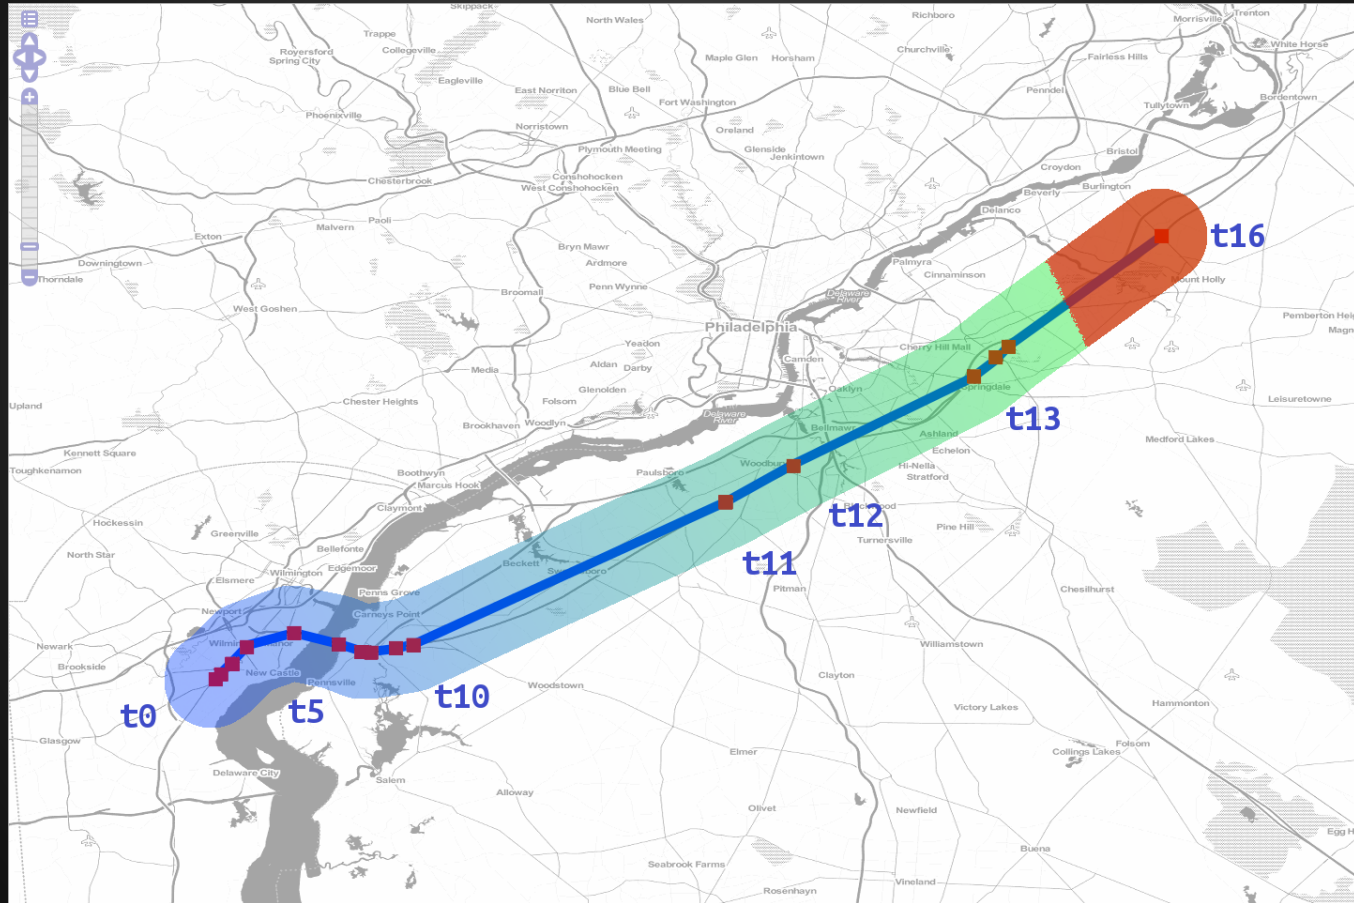 Skippack
North Wales
Richboro
Morrisville
Trenton
Trappe
Collegeville
Royersford
Spring City
Maple Glen
Horsham
Churchville
White Horse
Fairless Hills
Eagleville
East Norriton
Blue Bell
Fort Washington
Penndel
Tullytown
Bordentown
Phoenixville
Norristown
Oreland
Plymouth Meeting
Glenside
Jenkintown
Bristol
Croydon
Chesterbrook
Conshohocken
West Conshohocken
Beverly
Burlington
Delanco
Paoli
Malvern
Exton
t16
Bryn Mawr
Ardmore
Palmyra
Downingtown
Thorndale
Cinnaminson
Mount Holly
Penn Wynne
Broomall
Delaware
River
West Goshen
Pemberton Heig
Magn
Philadelphia
Yeadon
Cherry Hill Mall
Camden
Aldan
Darby
Media
Glenolden
Oaklyn
Springdale
Chester Heights
Folsom
Leisuretowne
Upland
Delaware
River
t13
Brookhaven
Woodlyn
Bellmawr
Ashland
Medford Lakes
Echelon
Kennett Square
Toughkenamon
Boothwyn
Paulsboro
Woodbury
Hi-Nella
Stratford
Marcus Hook
Claymont
t12
Hockessin
Pine Hill
Greenville
Turnersville
North Star
Bellefonte
Edgemoor
Beckett
t11
Wilmington
Elsmere
Pitman
Chesilhurst
Penns Grove
Newport
Carneys Point
Newark
Williamstown
Brookside
New Castle
Pennsville
Woodstown
Clayton
t10
t0
t5
Victory Lakes
Hammonton
Glasgow
Elmer
Folsom
Collings Lakes
Delaware City
Salem
Alloway
Olivet
Newfield
Egg H
Buena
Seabrook Farms
Vineland
Rosenhayn